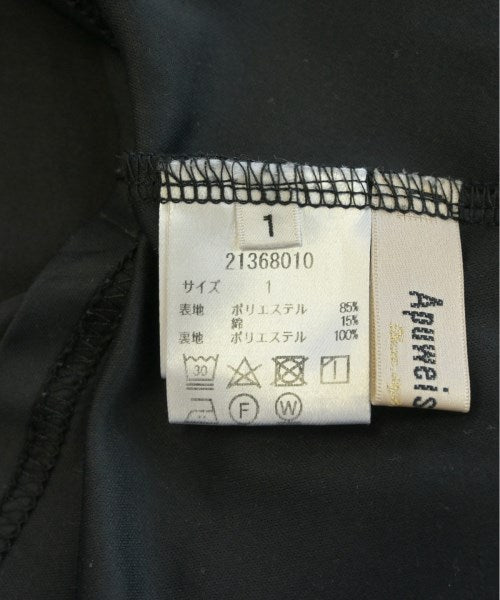 1
21368010
サイズ 1
表地 ポリエステル 85%
綿 15%
裏地 ポリエステル 100%
30
F
W
Apuweis